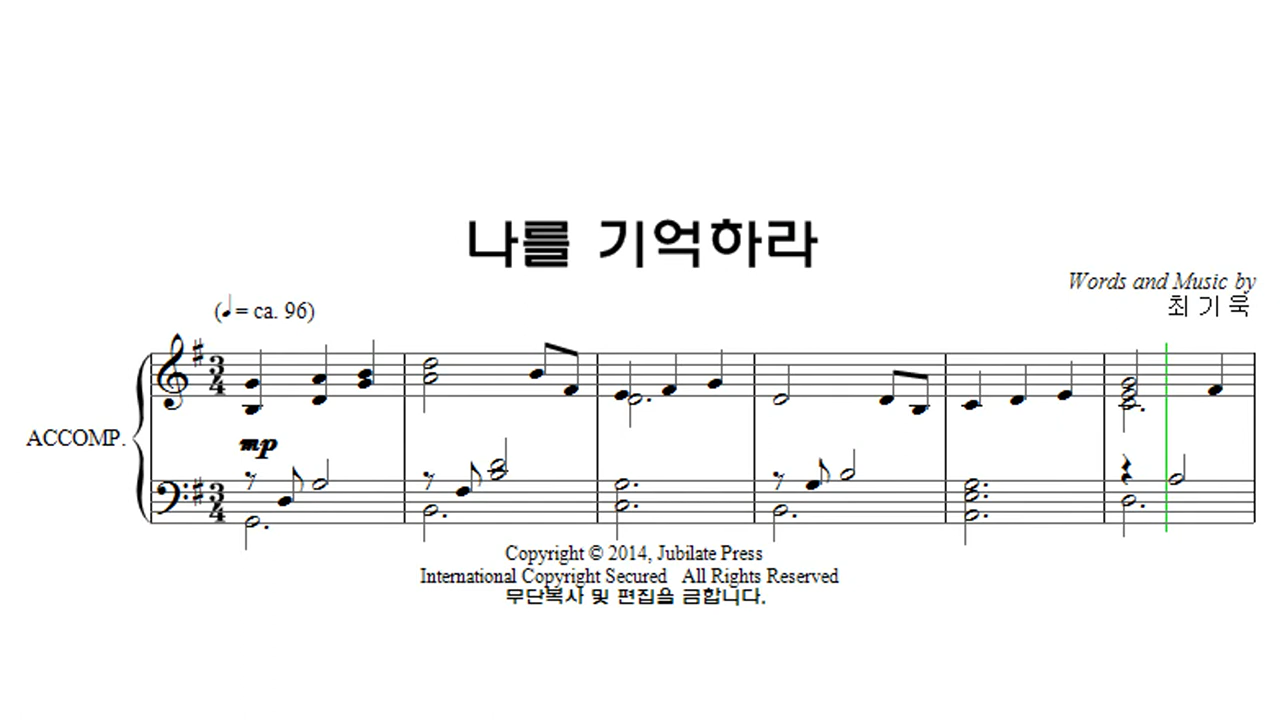 나를 기억하라
Words and Music by
최 기 욱
(♩= ca. 96)
ACCOMP.
mp
Copyright © 2014, Jubilate Press
International Copyright Secured All Rights Reserved
무단복사 및 편집을 금합니다.